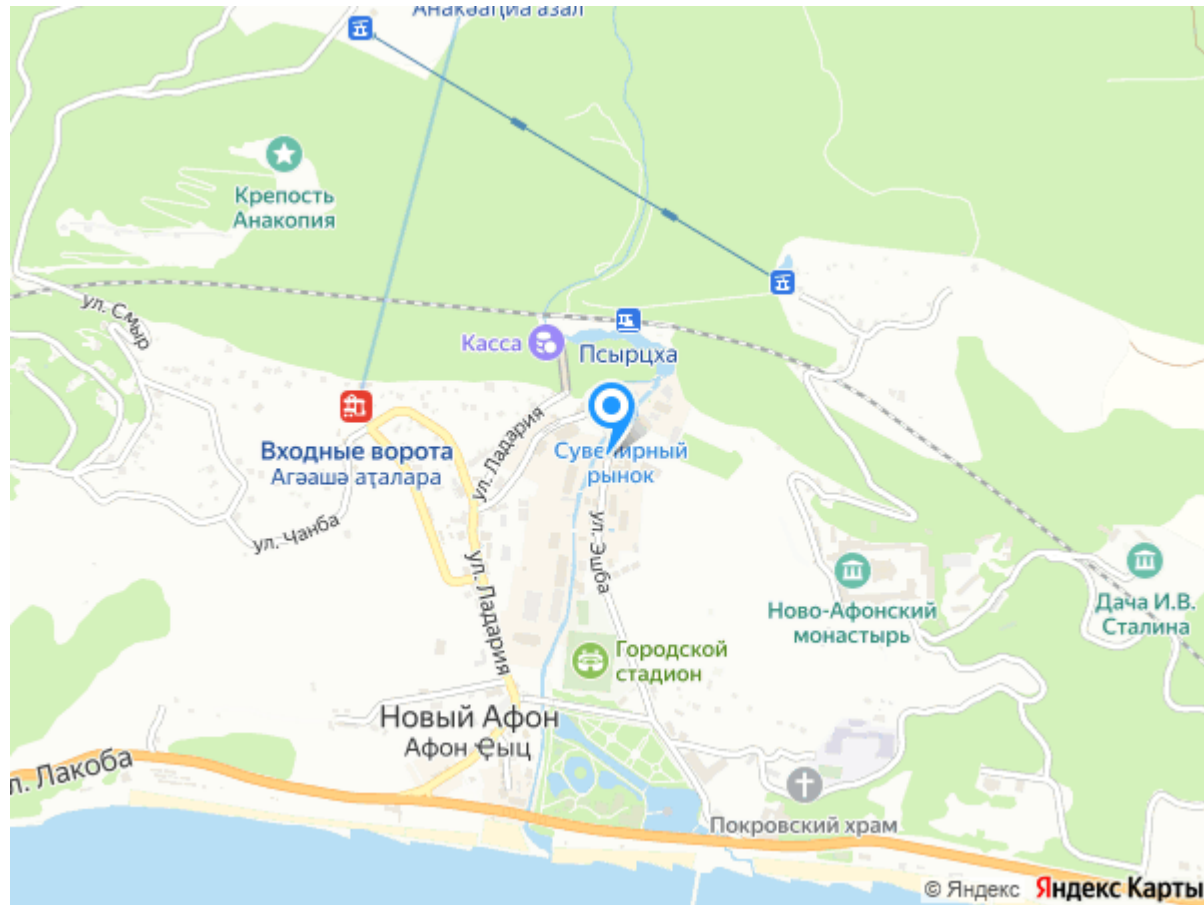 Анакәаԥиа азал
Крепость
Анакопия
ул. Смыр
Касса
Псырцха
Входные ворота
Агәашә аҭалара
ул. Ладария
Сувенирный
рынок
ул. Чанба
ул. Эшба
ул. Ладария
Ново-Афонский
монастырь
Дача И.В.
Сталина
Городской
стадион
Новый Афон
Афон Ҿыц
л. Лакоба
Покровский храм
© Яндекс Яндекс Карты